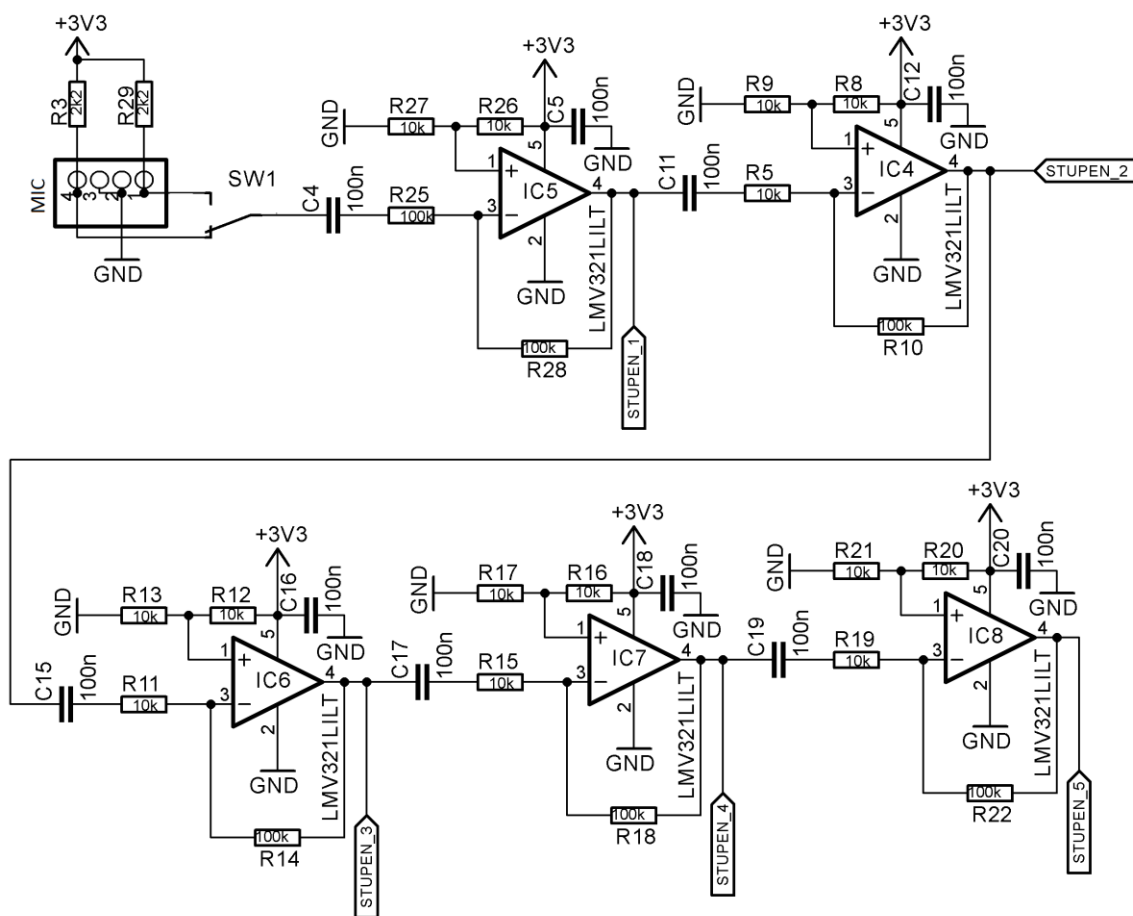 +3V3
R3
2k2
R29
2k2
MIC
4
3
2
1
GND
SW1
C4
100n
R25
100k
GND
R27
10k
R26
10k
+3V3
C5
100n
GND
5
1
+
IC5
4
3
−
2
GND
LMV321LILT
100k
R28
STUPEN_1
C11
100n
R5
10k
GND
R9
10k
R8
10k
+3V3
C12
100n
GND
5
1
+
IC4
4
3
−
2
GND
LMV321LILT
100k
R10
STUPEN_2
C15
100n
R11
10k
GND
R13
10k
R12
10k
+3V3
C16
100n
GND
5
1
+
IC6
4
3
−
2
GND
LMV321LILT
100k
R14
STUPEN_3
C17
100n
R15
10k
GND
R17
10k
R16
10k
+3V3
C18
100n
GND
5
1
+
IC7
4
3
−
2
GND
LMV321LILT
100k
R18
STUPEN_4
C19
100n
R19
10k
GND
R21
10k
R20
10k
+3V3
C20
100n
GND
5
1
+
IC8
4
3
−
2
GND
LMV321LILT
100k
R22
STUPEN_5